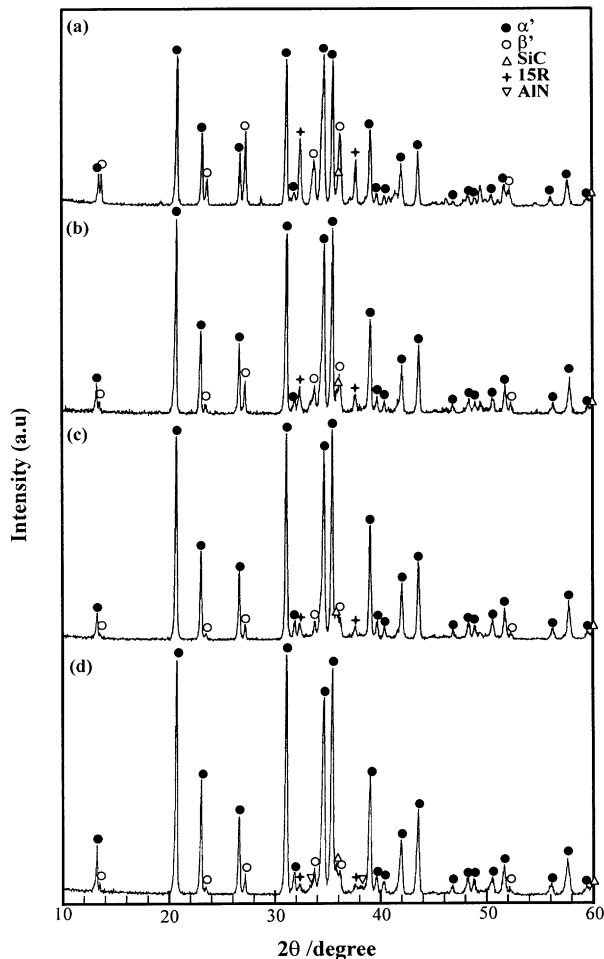 (a)
α’
β’
SiC
15R
AlN
(b)
(c)
(d)
Intensity (a.u)
10 20 30 40 50 60
2θ /degree